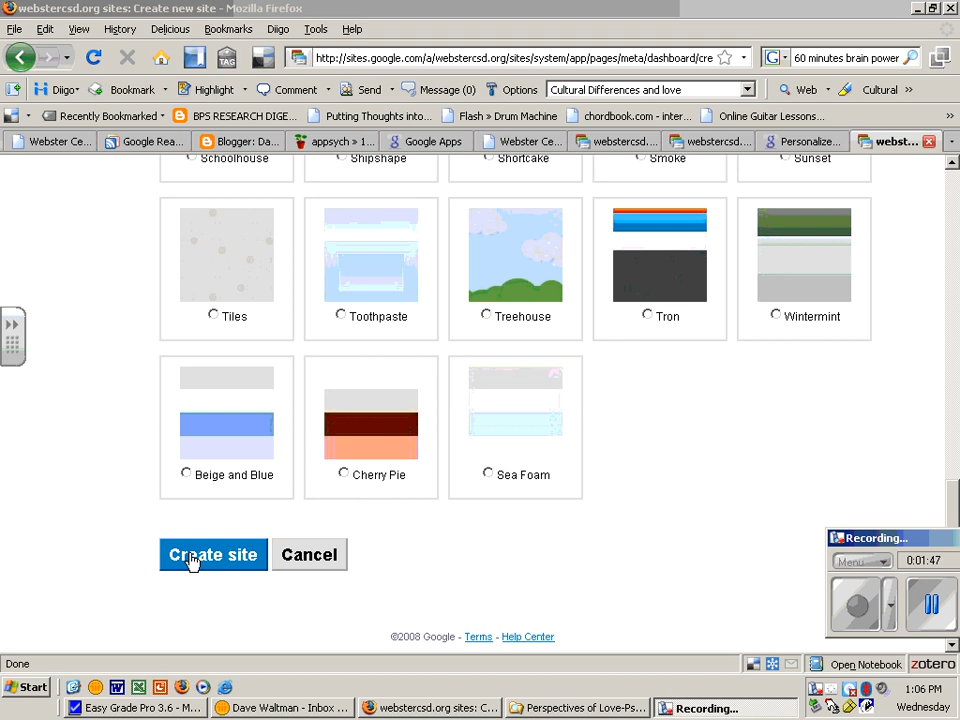 webstercsd.org sites: Create new site - Mozilla Firefox
File Edit View History Delicious Bookmarks Diigo Tools Help
TAG http://sites.google.com/a/webstercsd.org/sites/system/app/pages/meta/dashboard/cre 60 minutes brain power
Diigo Bookmark Highlight Comment Send Message (0) Options Cultural Differences and love Web Cultural »
Recently Bookmarked BPS RESEARCH DIGE... Putting Thoughts into... Flash » Drum Machine chordbook.com - inter... Online Guitar Lessons... »
Webster Ce... Google Rea... Blogger: Da... appsych » 1... Google Apps Webster Ce... webstercsd.... webstercsd.... Personalize... webst...
Schoolhouse Shipshape Shortcake Smoke Sunset
Tiles Toothpaste Treehouse Tron Wintermint
Beige and Blue Cherry Pie Sea Foam
Recording...
Menu 0:01:47
Create site Cancel
©2008 Google - Terms - Help Center
Done Open Notebook zotero
Start 1:06 PM
Easy Grade Pro 3.6 - M... Dave Waltman - Inbox ... webstercsd.org sites: C... Perspectives of Love-Ps... Recording... Wednesday